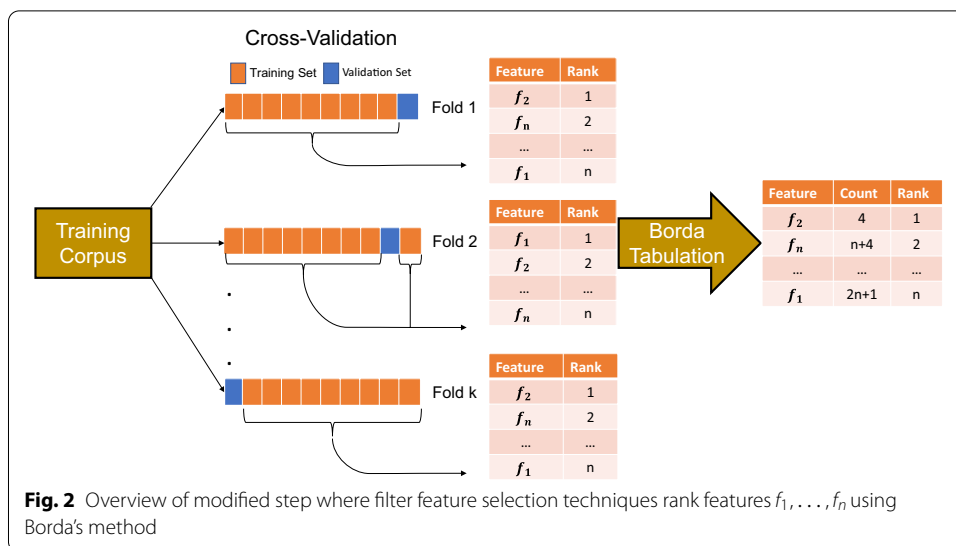 Cross-Validation
Training Set Validation Set
Fold 1
Feature Rank
f2 1
fn 2
... ...
f1 n
Training
Corpus
Fold 2
Feature Rank
f1 1
f2 2
... ...
fn n
.
.
.
Fold k
Feature Rank
f2 1
fn 2
... ...
f1 n
Borda
Tabulation
Feature Count Rank
f2 4 1
fn n+4 2
... ... ...
f1 2n+1 n
Fig. 2 Overview of modified step where filter feature selection techniques rank features f1, . . . , fn using
Borda's method